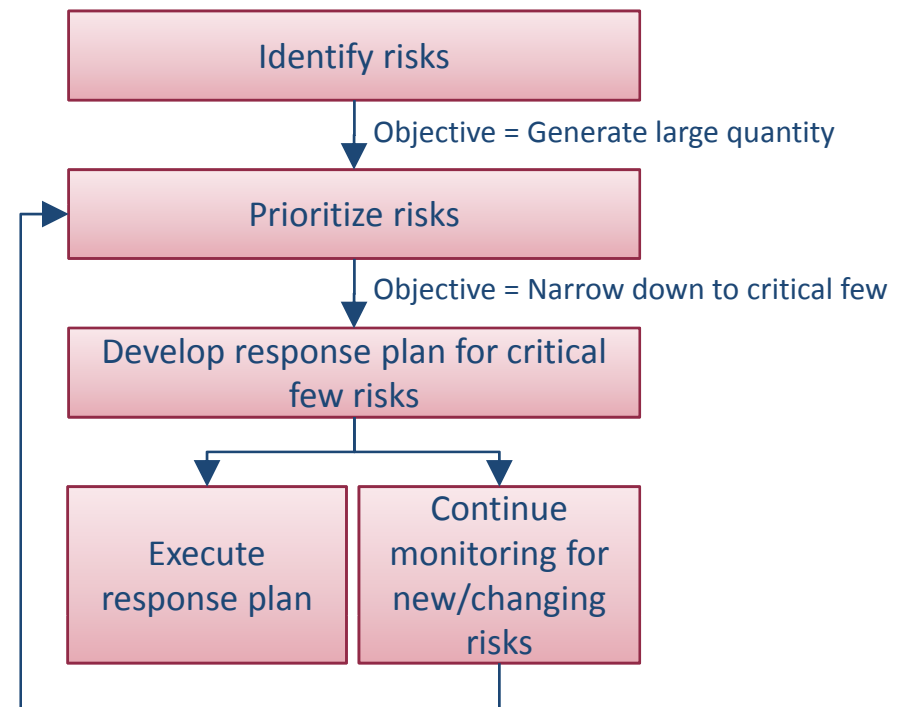 Identify risks
Objective = Generate large quantity
Prioritize risks
Objective = Narrow down to critical few
Develop response plan for critical
few risks
Execute
response plan
Continue
monitoring for
new/changing
risks